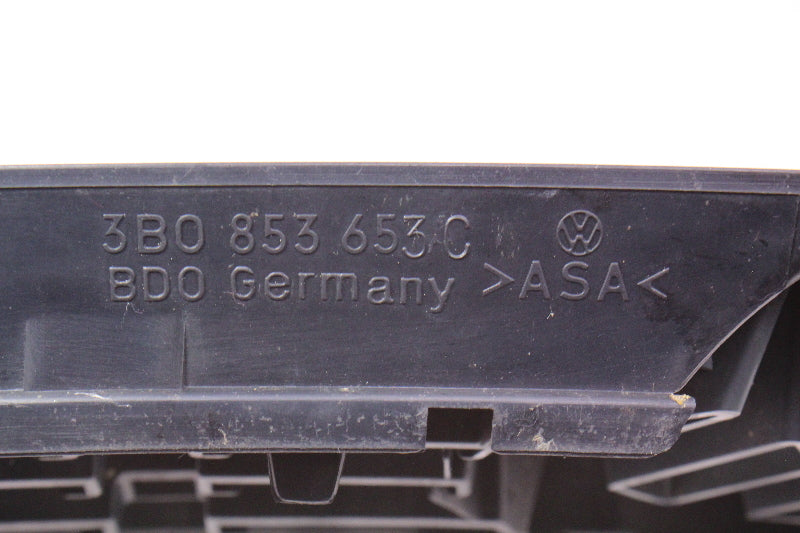 3B0 853 653 C
BDO Germany >ASA<